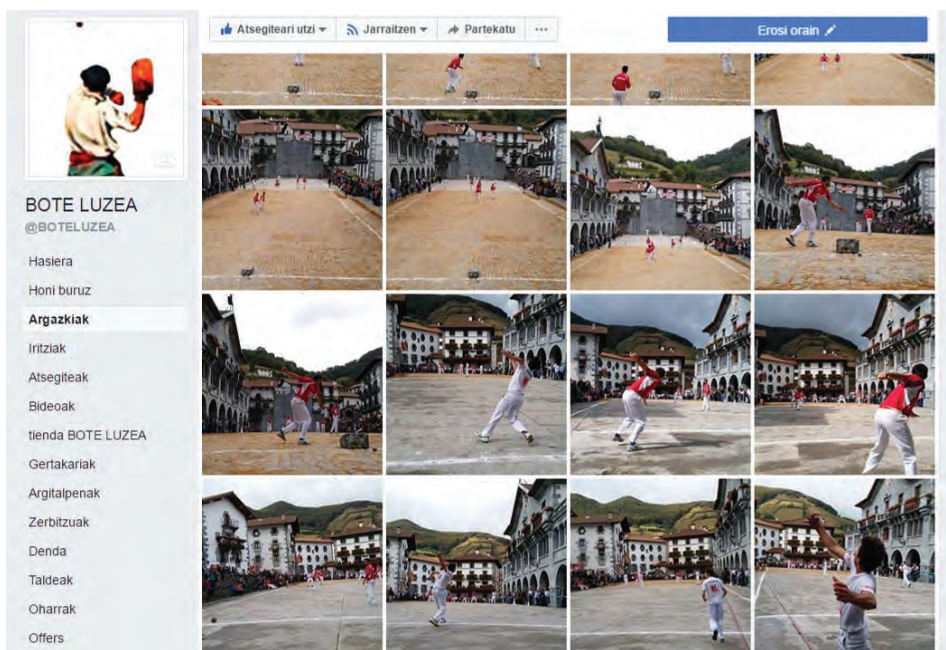 Atsegiteari utzi
Jarraitzen
Partekatu
Erosi orain
BOTE LUZEA
@BOTELUZEA
Hasiera
Honi buruz
Argazkiak
Iritziak
Atsegiteak
Bideoak
tienda BOTE LUZEA
Gertakariak
Argitalpenak
Zerbitzuak
Denda
Taldeak
Oharrak
Offers